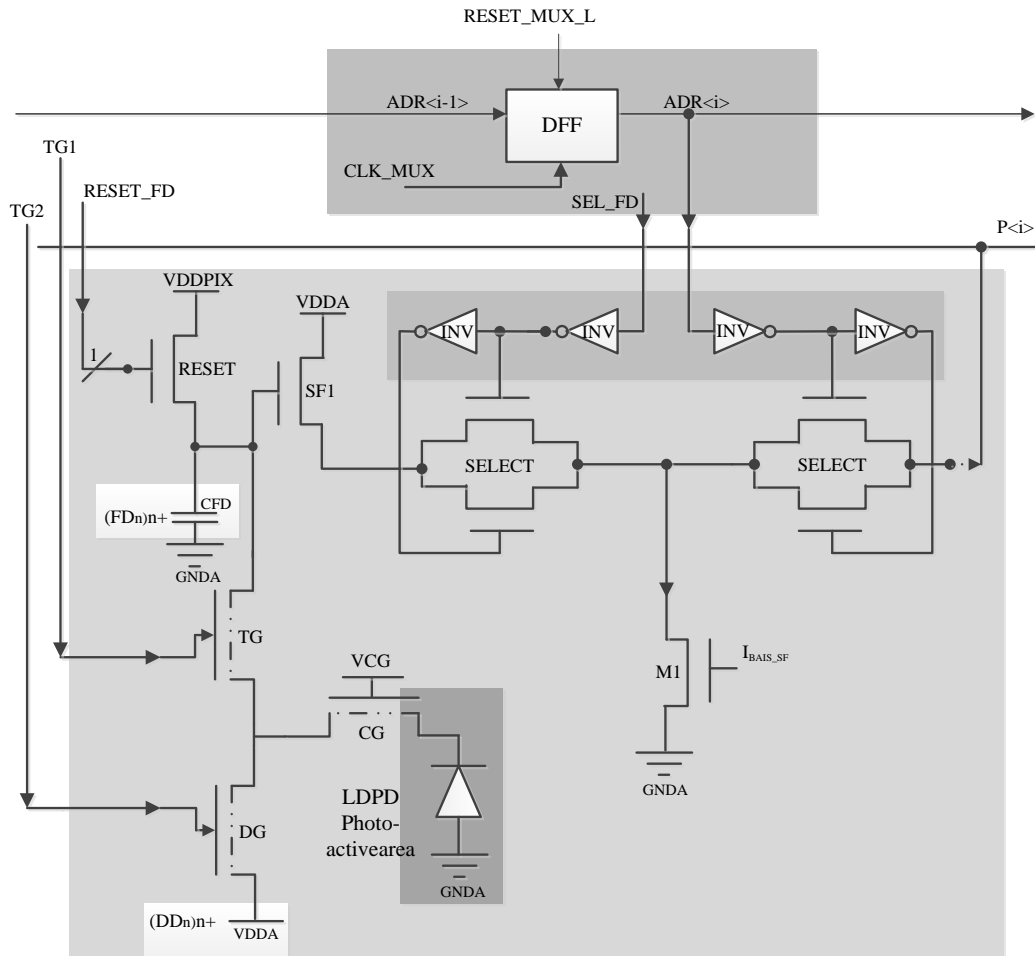 RESET_MUX_L
ADR<i-1>
DFF
ADR<i>
TG1
CLK_MUX
RESET_FD
SEL_FD
TG2
P<i>
VDDPIX
VDDA
INV
INV
INV
INV
1
RESET
SF1
SELECT
SELECT
CFD
(FDn)n+
GNDA
TG
VCG
M1
IBAIS_SF
CG
GNDA
LDPD
Photo-
activearea
DG
GNDA
(DDn)n+
VDDA